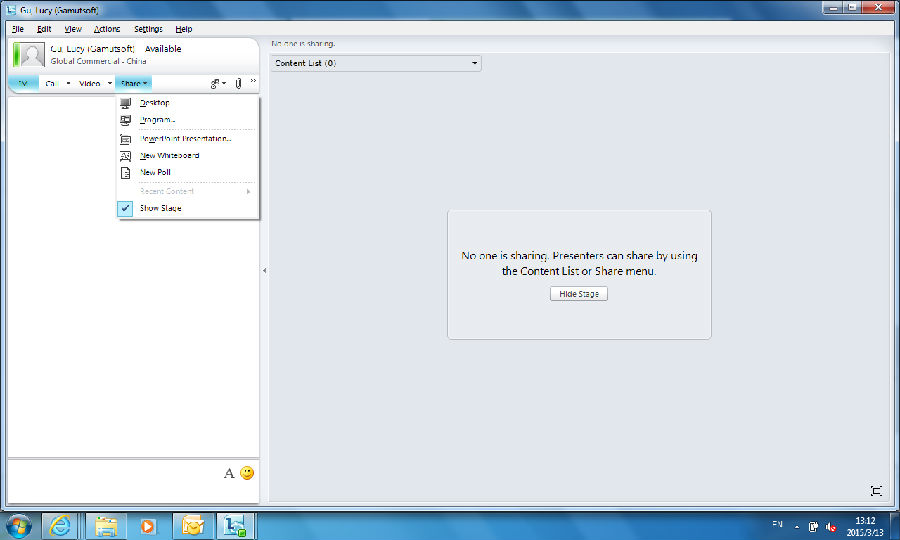 Gu, Lucy (Gamutsoft)
File Edit View Actions Settings Help
Gu, Lucy (Gamutsoft) Available
Global Commercial - China
IM Call Video Share
Desktop
Program...
PowerPoint Presentation...
New Whiteboard
New Poll
Recent Content
Show Stage
No one is sharing.
Content List (0)
No one is sharing. Presenters can share by using
the Content List or Share menu.
Hide Stage
A
EN
13:12
2015/3/13